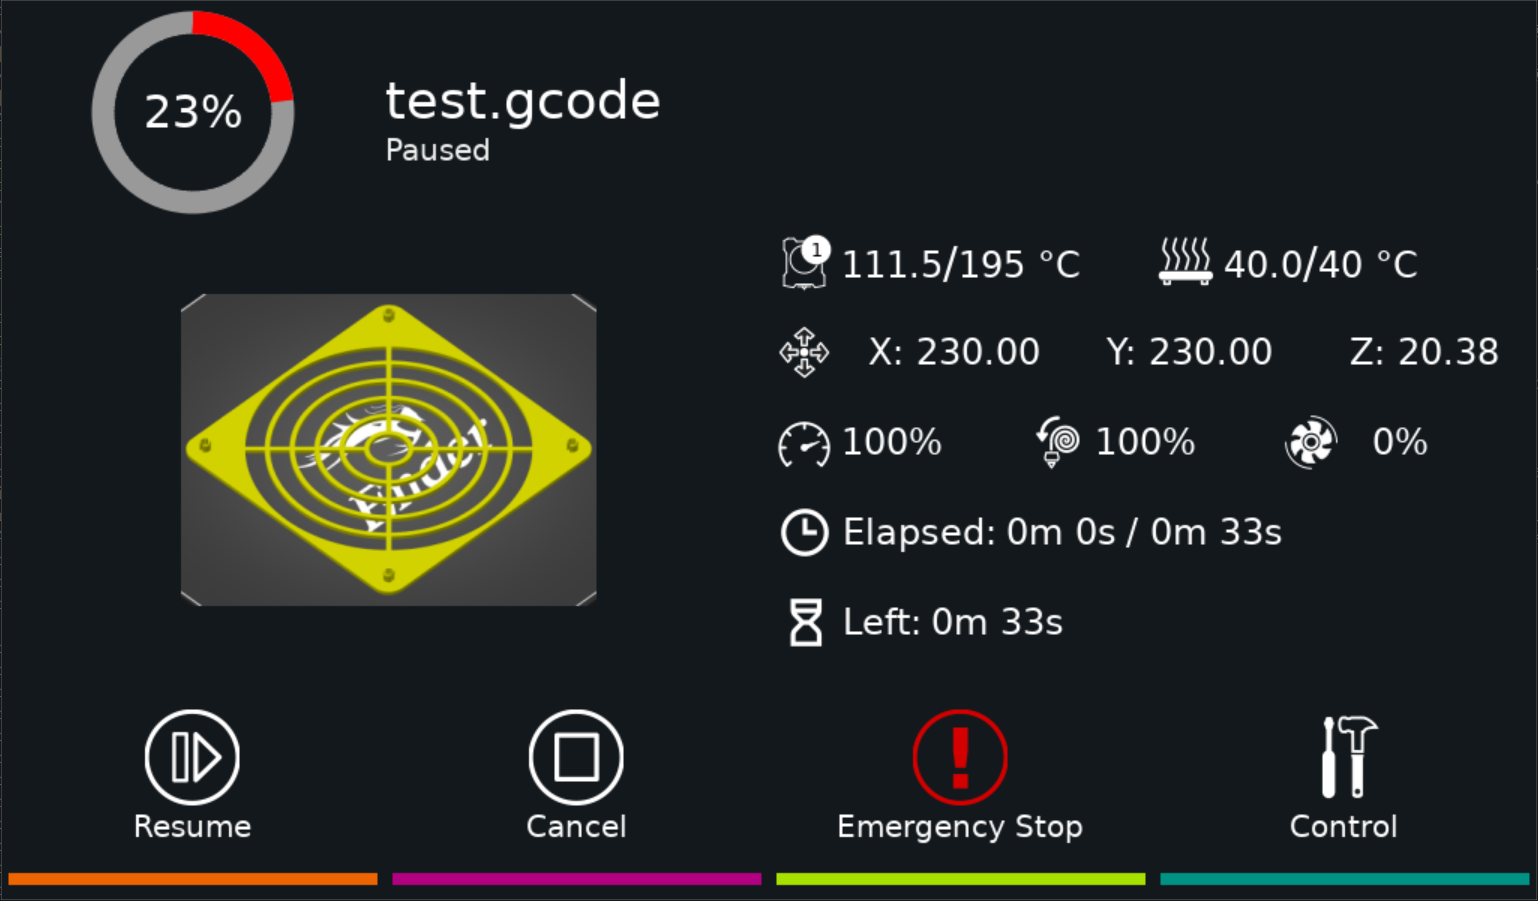 23%
test.gcode
Paused
1
111.5/195 °C
40.0/40 °C
X: 230.00
Y: 230.00
Z: 20.38
100%
100%
0%
Elapsed: 0m 0s / 0m 33s
Left: 0m 33s
Ender
Resume
Cancel
Emergency Stop
Control